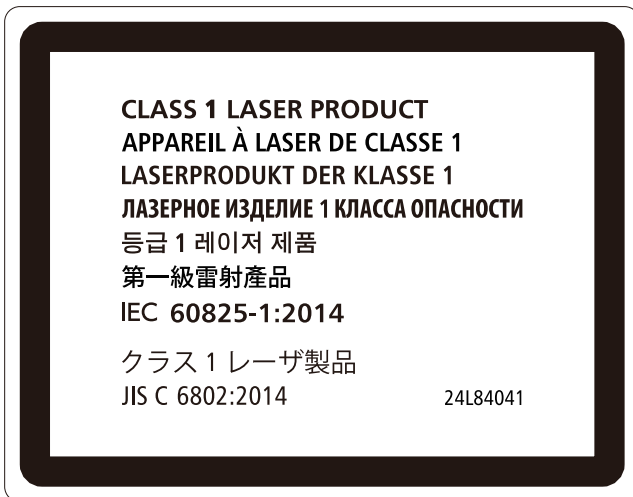 CLASS 1 LASER PRODUCT
APPAREIL À LASER DE CLASSE 1
LASERPRODUKT DER KLASSE 1
ЛАЗЕРНОЕ ИЗДЕЛИЕ 1 КЛАССА ОПАСНОСТИ
등급 1 레이저 제품
第一級雷射產品
IEC 60825-1:2014
クラス 1 レーザ製品
JIS C 6802:2014 24L84041